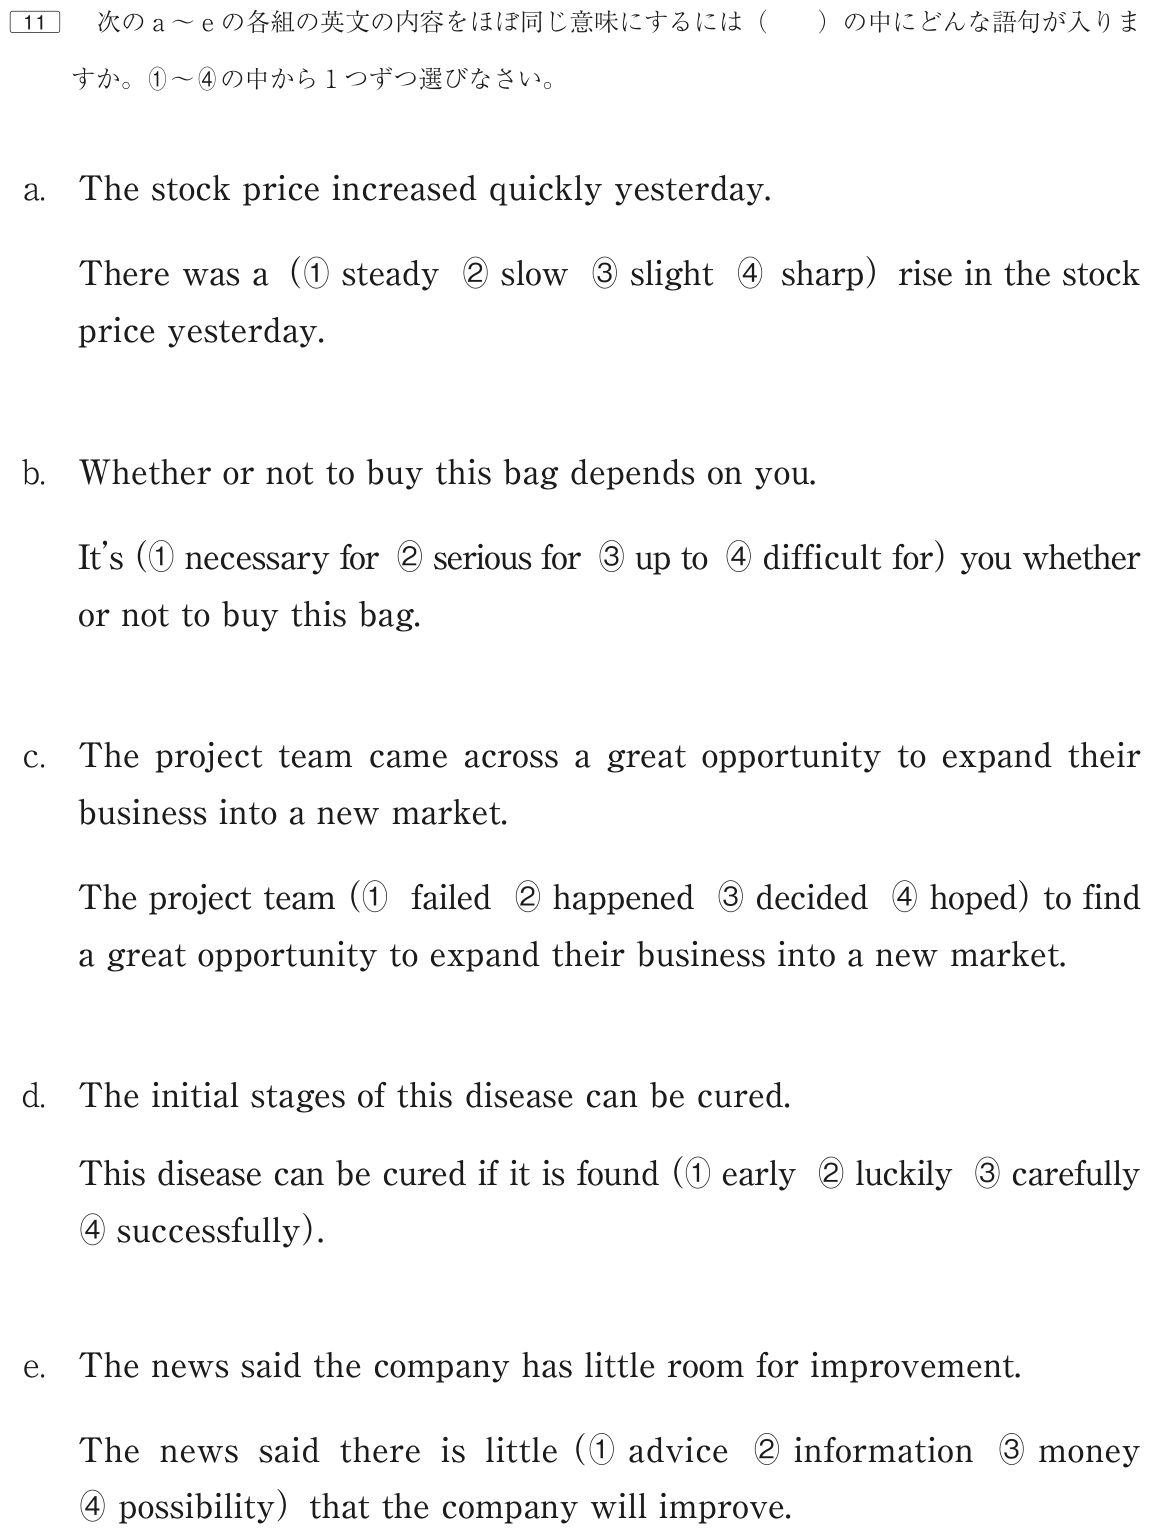 11 次のａ～ｅの各組の英文の内容をほぼ同じ意味にするには（　　）の中にどんな語句が入りま
すか。①～④の中から１つずつ選びなさい。
a. The stock price increased quickly yesterday.
There was a (① steady ② slow ③ slight ④ sharp) rise in the stock
price yesterday.
b. Whether or not to buy this bag depends on you.
It’s (① necessary for ② serious for ③ up to ④ difficult for) you whether
or not to buy this bag.
c. The project team came across a great opportunity to expand their
business into a new market.
The project team (① failed ② happened ③ decided ④ hoped) to find
a great opportunity to expand their business into a new market.
d. The initial stages of this disease can be cured.
This disease can be cured if it is found (① early ② luckily ③ carefully
④ successfully).
e. The news said the company has little room for improvement.
The news said there is little (① advice ② information ③ money
④ possibility) that the company will improve.